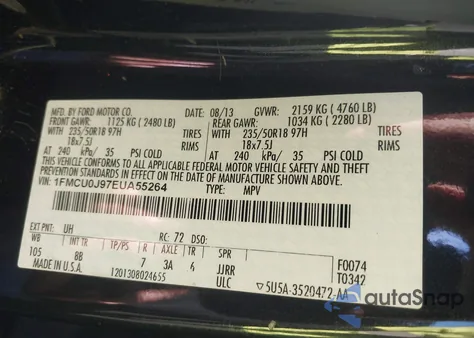 MFD. BY FORD MOTOR CO. DATE: 08/13 GVWR: 2159 KG ( 4760 LB)
FRONT GAWR: 1125 KG ( 2480 LB) REAR GAWR: 1034 KG ( 2280 LB)
WITH 235/50R18 97H TIRES WITH 235/50R18 97H TIRES
18x7.5J RIMS 18x7.5J RIMS
AT 240 kPa/ 35 PSI COLD AT 240 kPa/ 35 PSI COLD
THIS VEHICLE CONFORMS TO ALL APPLICABLE FEDERAL MOTOR VEHICLE SAFETY AND THEFT
PREVENTION STANDARDS IN EFFECT ON THE DATE OF MANUFACTURE SHOWN ABOVE.
VIN: 1FMCU0J97EUA55264 TYPE: MPV
EXT PNT: UH RC: 72 DSO:
WB INT TR TP/PS R AXLE TR SPR F0074
105 BB 7 3A 6 JJRR T0342
MADE IN U.S.A. 1201308024655 ULC 5U5A-3520472-AA
autoSnap